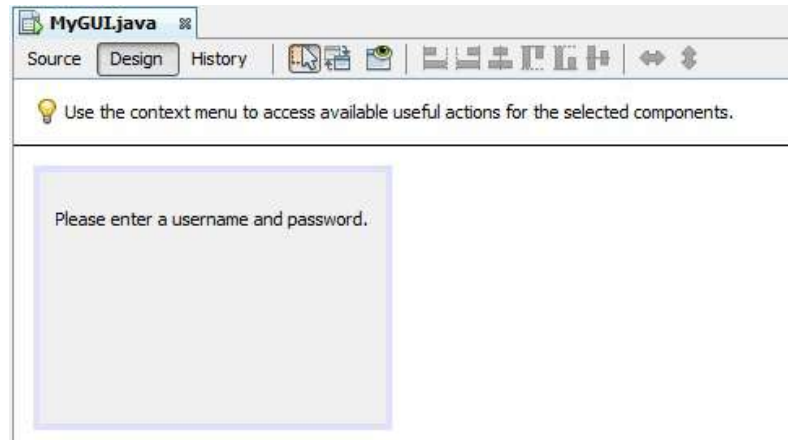 MyGUI.java
Source Design History
Use the context menu to access available useful actions for the selected components.
Please enter a username and password.